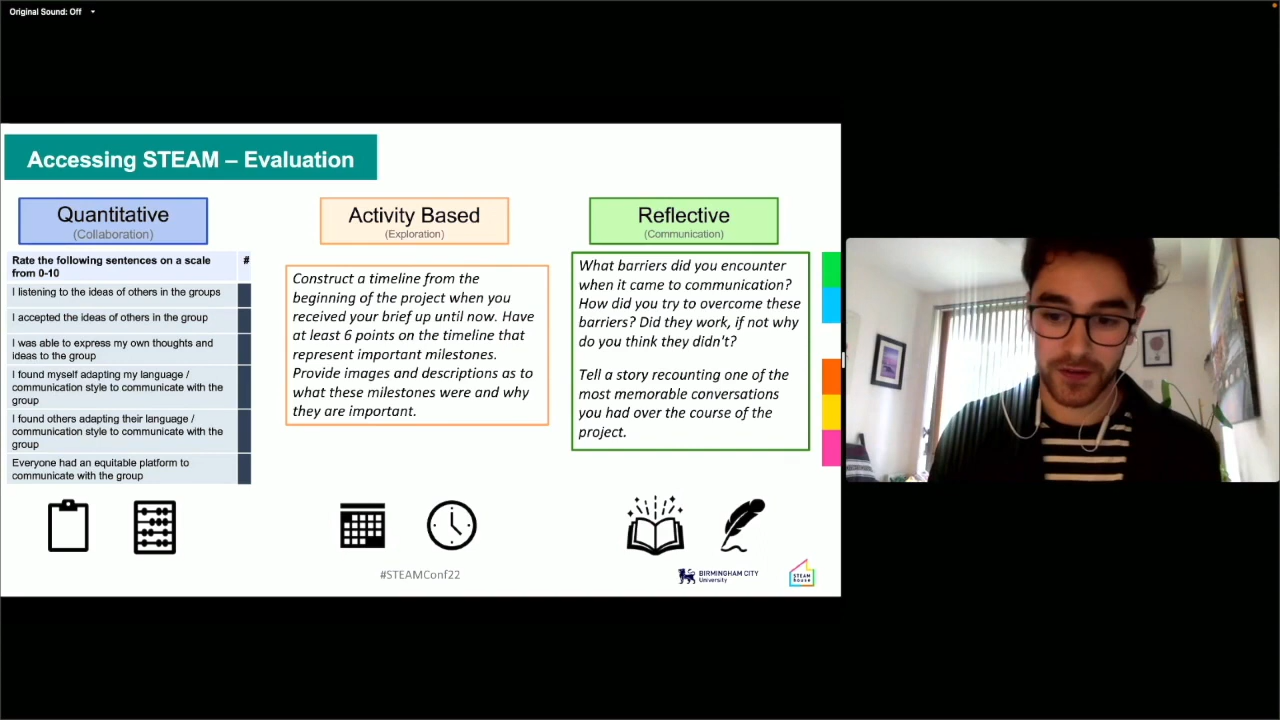 Original Sound: Off
Accessing STEAM – Evaluation
Quantitative
(Collaboration)
Rate the following sentences on a scale
from 0-10
#
I listening to the ideas of others in the groups
I accepted the ideas of others in the group
I was able to express my own thoughts and
ideas to the group
I found myself adapting my language /
communication style to communicate with the
group
I found others adapting their language /
communication style to communicate with the
group
Everyone had an equitable platform to
communicate with the group
Activity Based
(Exploration)
Construct a timeline from the
beginning of the project when you
received your brief up until now. Have
at least 6 points on the timeline that
represent important milestones.
Provide images and descriptions as to
what these milestones were and why
they are important.
Reflective
(Communication)
What barriers did you encounter
when it came to communication?
How did you try to overcome these
barriers? Did they work, if not why
do you think they didn't?
Tell a story recounting one of the
most memorable conversations
you had over the course of the
project.
#STEAMConf22
BIRMINGHAM CITY
University
STEAM
house